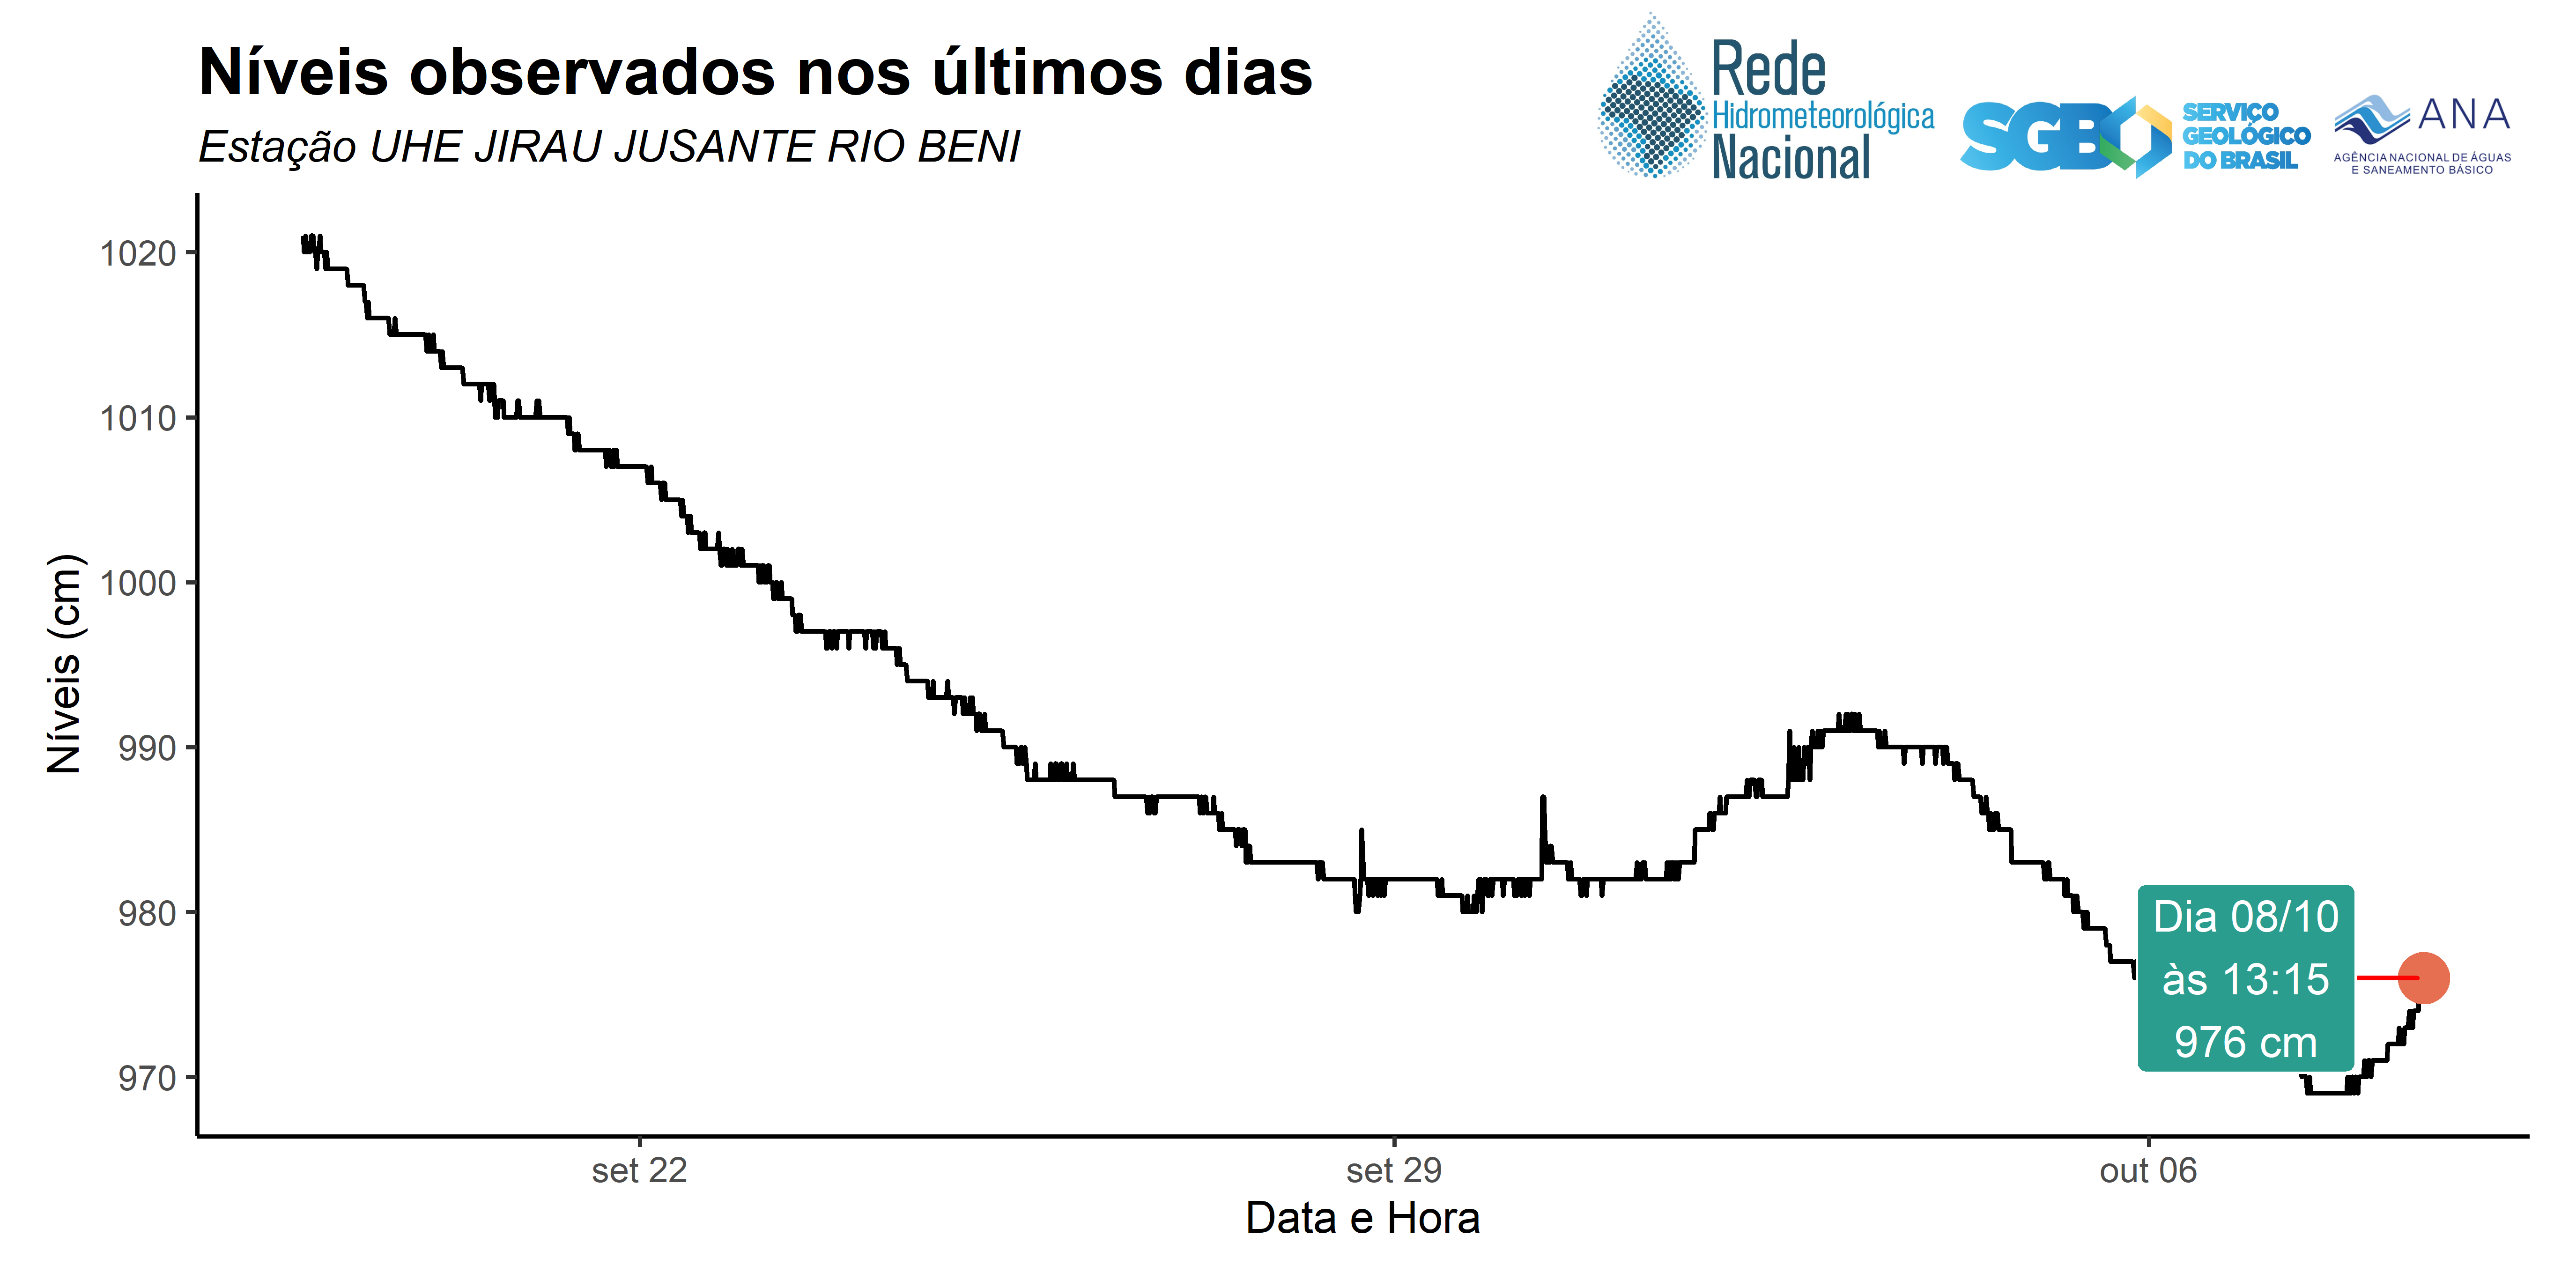 Níveis observados nos últimos dias
Estação UHE JIRAU JUSANTE RIO BENI
Rede
Hidrometeorológica
Nacional
SGB
SERVIÇO
GEOLÓGICO
DO BRASIL
ANA
AGÊNCIA NACIONAL DE ÁGUAS
E SANEAMENTO BÁSICO
Níveis (cm)
1020
1010
1000
990
980
970
Dia 08/10
às 13:15
976 cm
set 22
set 29
out 06
Data e Hora